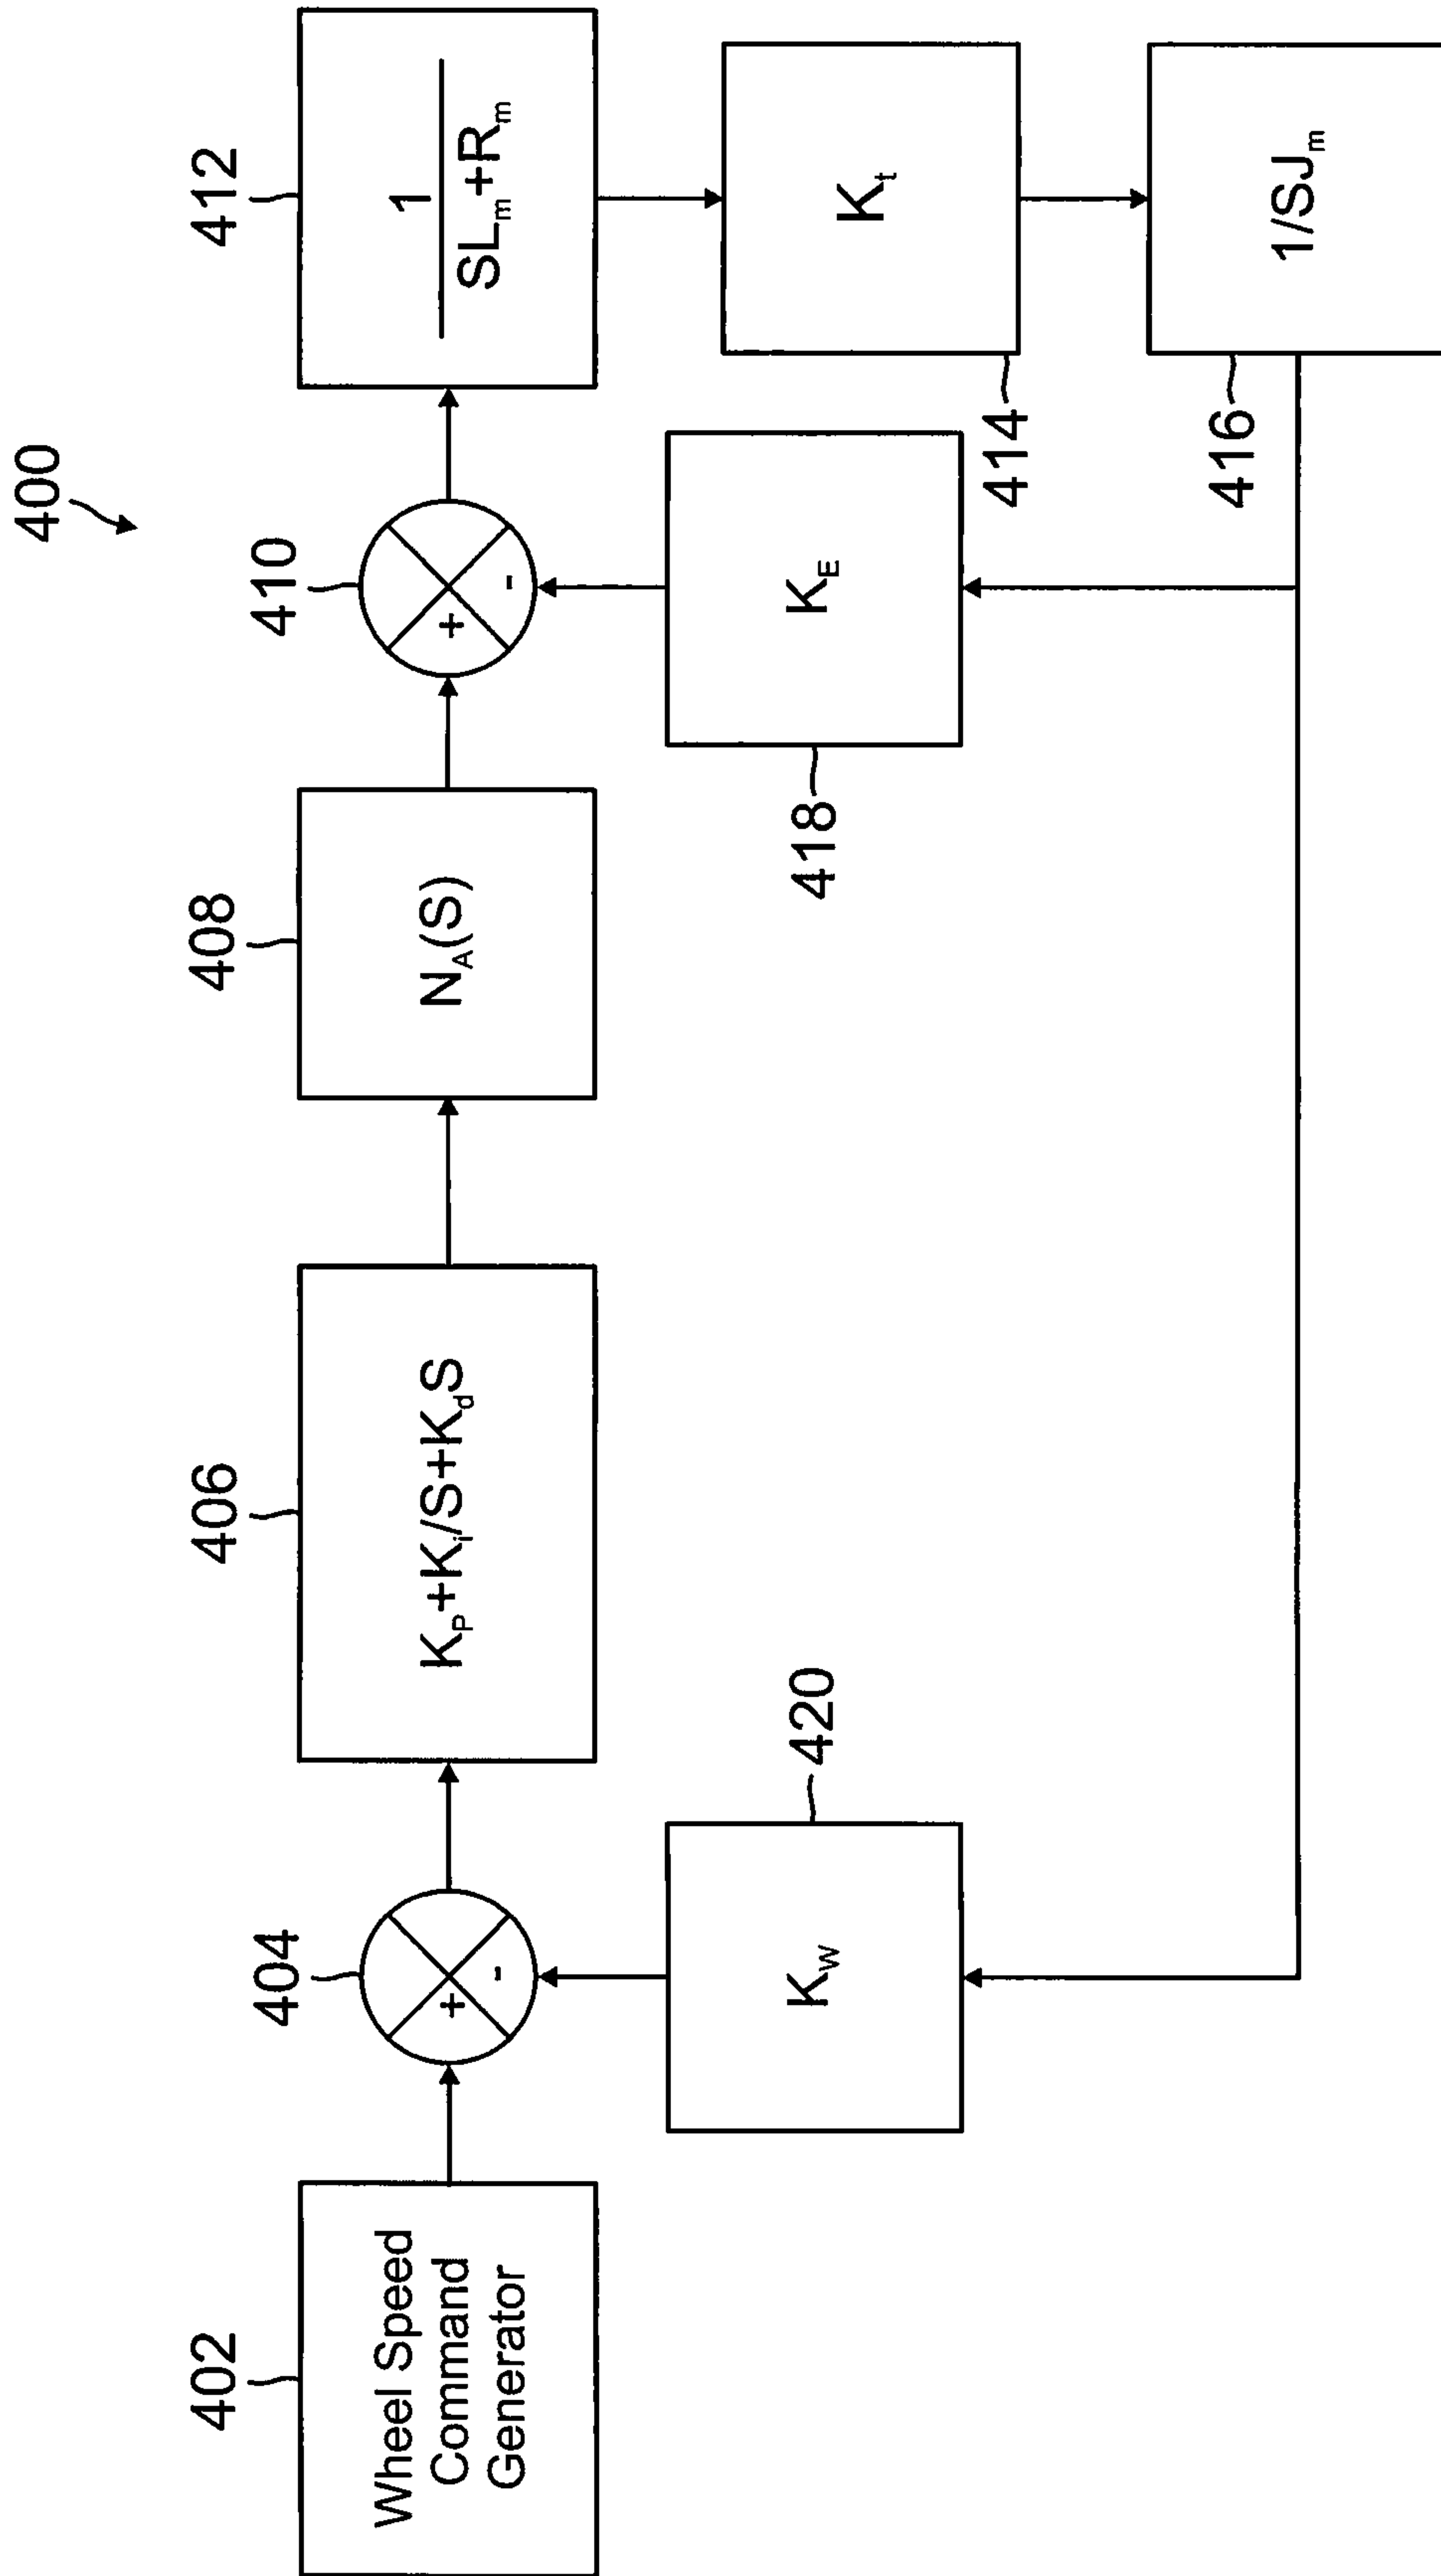 400
402
Wheel Speed
Command
Generator
404
+
-
406
K_P+K_i/S+K_dS
408
N_A(S)
410
+
-
412
1
SL_m+R_m
K_t
414
1/SJ_m
416
K_E
418
K_W
420